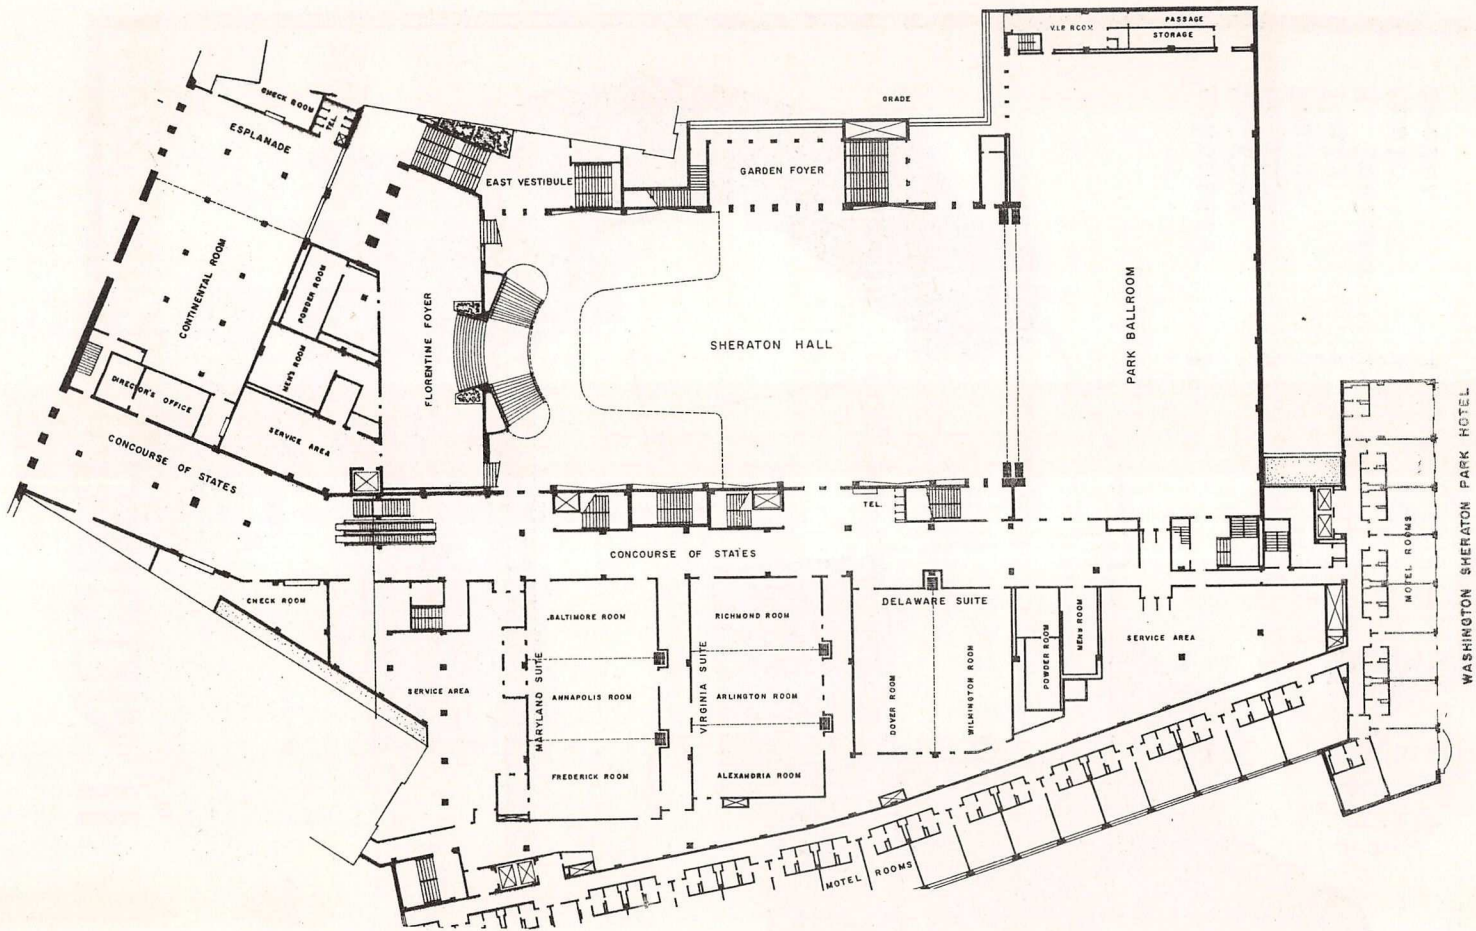 PASSAGE
V.I.P. ROOM
STORAGE
GRADE
CHECK ROOM
TEL.
ESPLANADE
EAST VESTIBULE
GARDEN FOYER
CONTINENTAL ROOM
POWDER ROOM
FLORENTINE FOYER
SHERATON HALL
PARK BALLROOM
MEN'S ROOM
DIRECTOR'S OFFICE
SERVICE AREA
CONCOURSE OF STATES
TEL.
CONCOURSE OF STATES
CHECK ROOM
SERVICE AREA
MARYLAND SUITE
BALTIMORE ROOM
ANNAPOLIS ROOM
FREDERICK ROOM
VIRGINIA SUITE
RICHMOND ROOM
ARLINGTON ROOM
ALEXANDRIA ROOM
DELAWARE SUITE
DOVER ROOM
WILMINGTON ROOM
POWDER ROOM
MEN'S ROOM
SERVICE AREA
MOTEL ROOMS
MOTEL ROOMS
WASHINGTON SHERATON PARK HOTEL